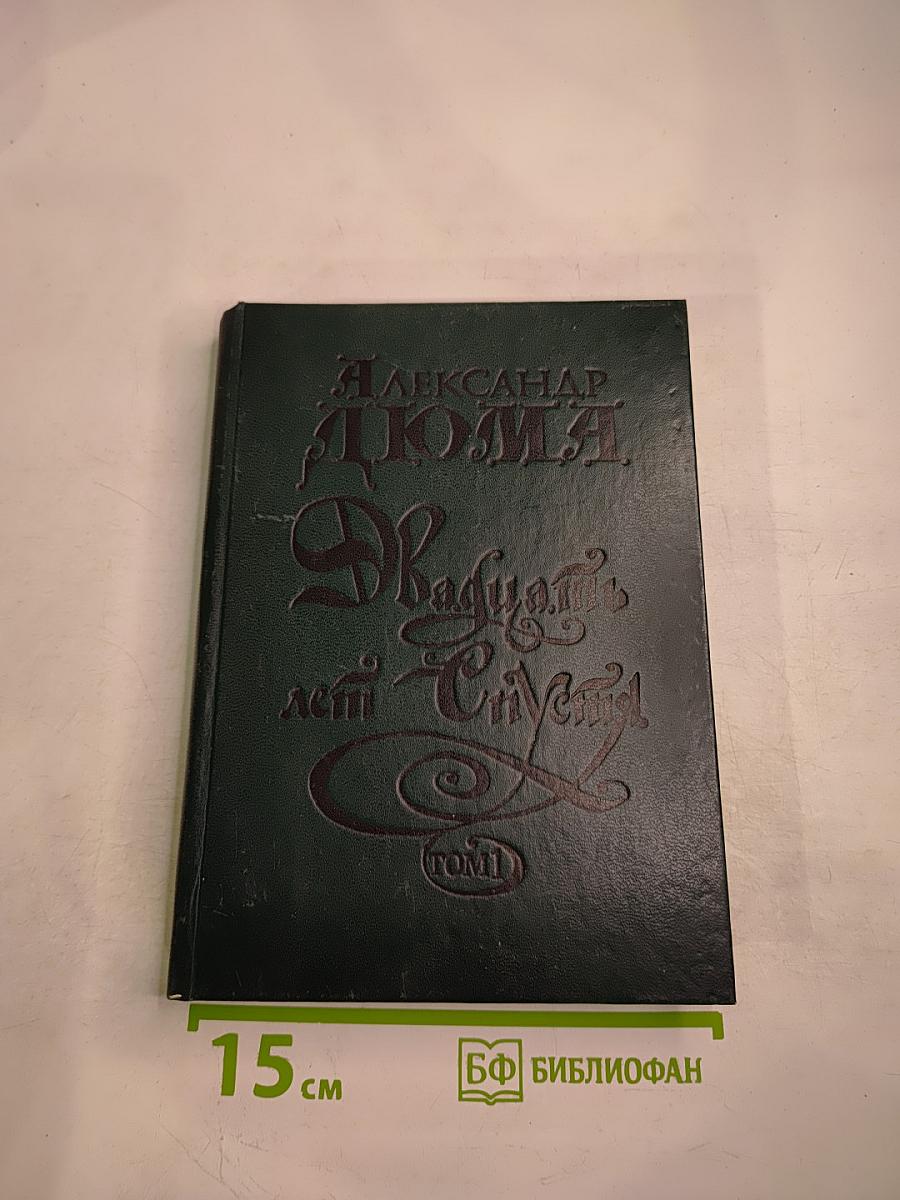 Александр
ДЮМА
Двадцать
лет Спустя
ТОМ 1
15 см
БФ БИБЛИОФАН